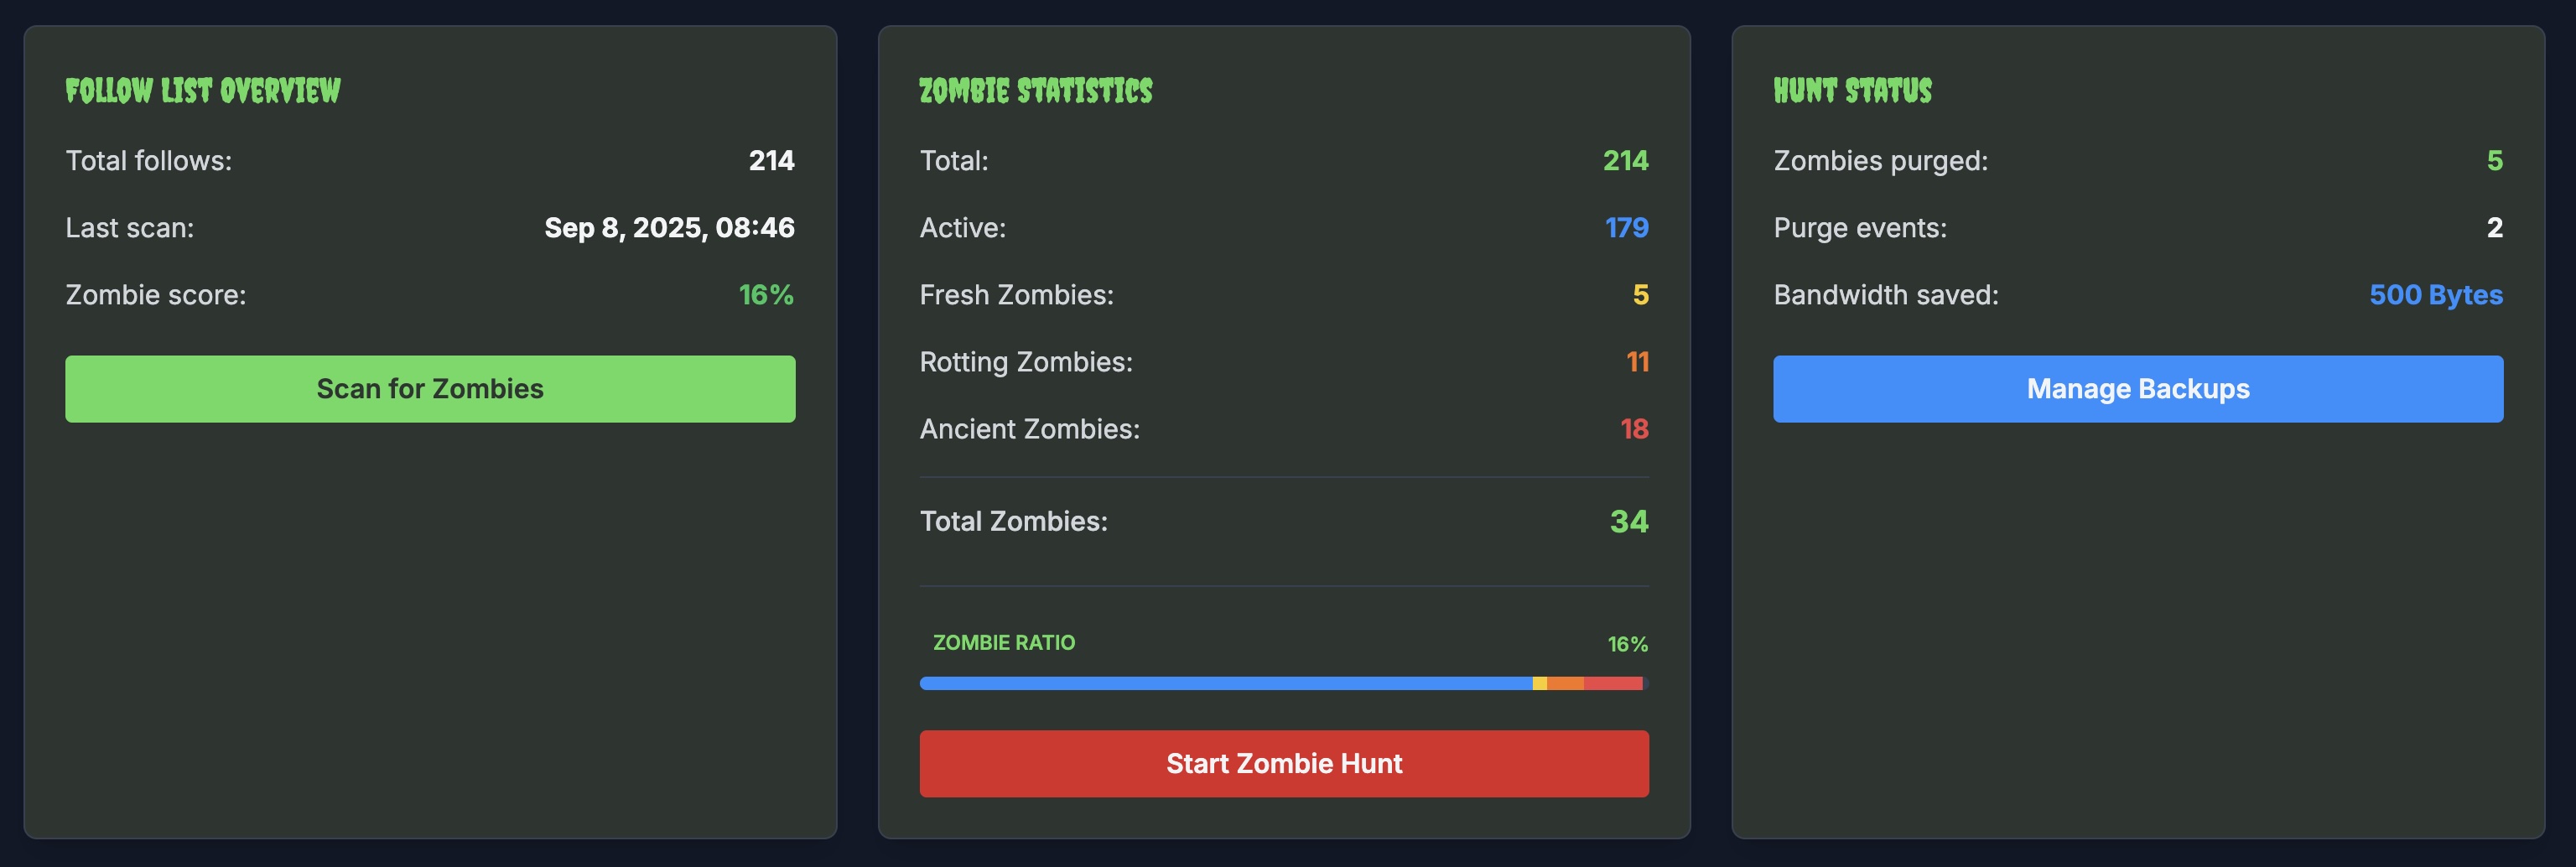 FOLLOW LIST OVERVIEW
Total follows: 214
Last scan: Sep 8, 2025, 08:46
Zombie score: 16%
Scan for Zombies
ZOMBIE STATISTICS
Total: 214
Active: 179
Fresh Zombies: 5
Rotting Zombies: 11
Ancient Zombies: 18
Total Zombies: 34
ZOMBIE RATIO 16%
Start Zombie Hunt
HUNT STATUS
Zombies purged: 5
Purge events: 2
Bandwidth saved: 500 Bytes
Manage Backups